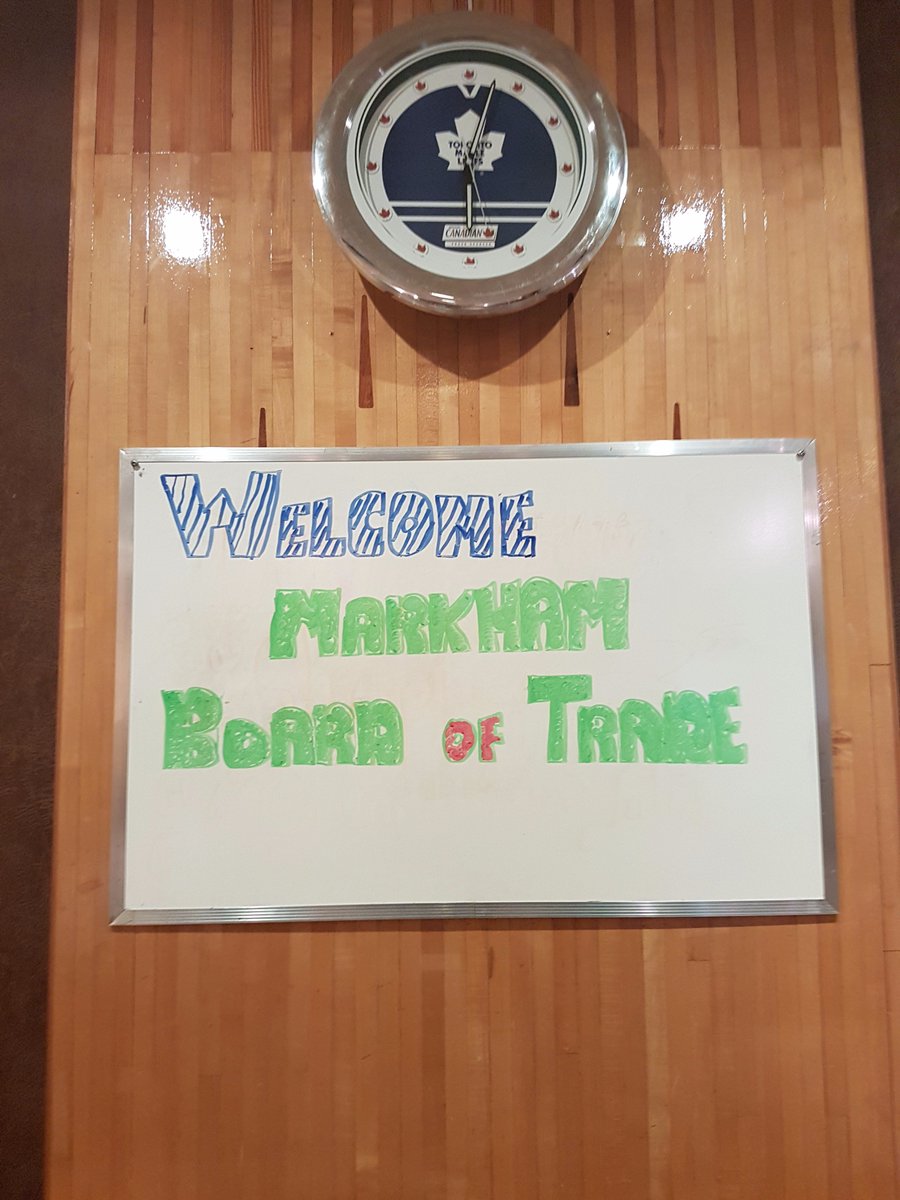 TORONTO
MAPLE
LEAFS
CANADIAN
WELCOME
MARKHAM
BOARD OF TRADE